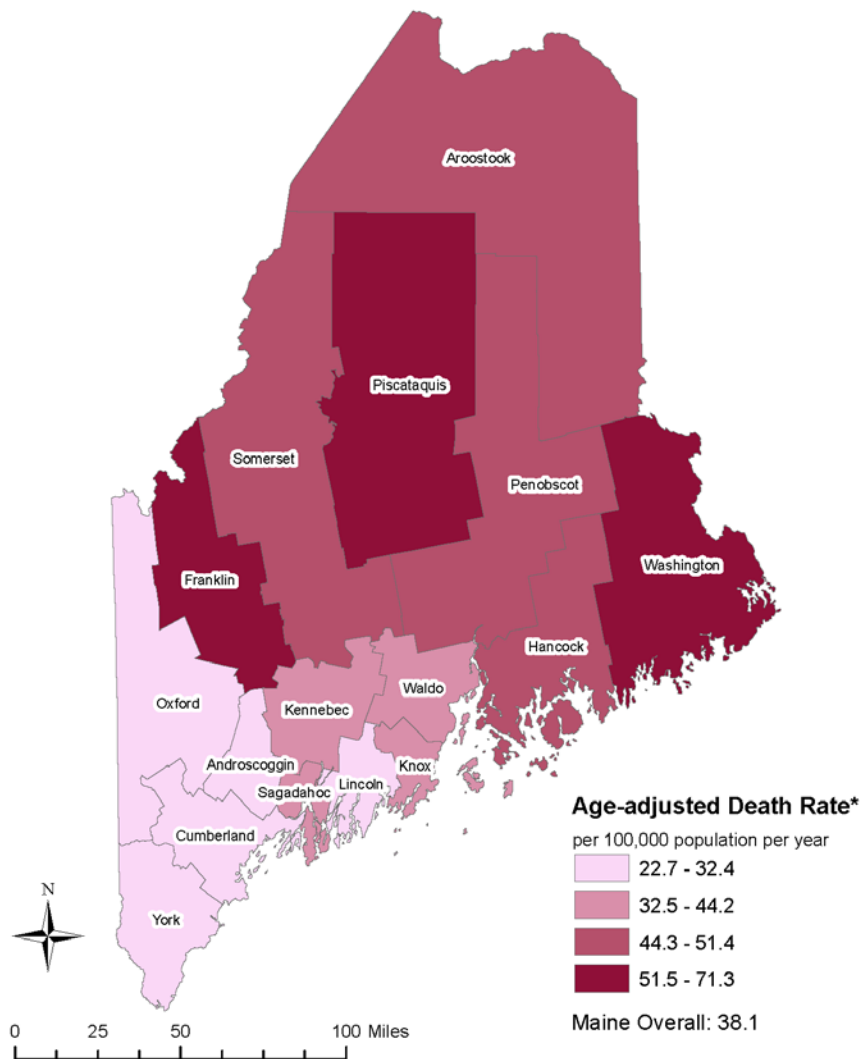 Aroostook
Piscataquis
Somerset
Penobscot
Washington
Franklin
Hancock
Waldo
Oxford
Kennebec
Androscoggin
Knox
Lincoln
Sagadahoc
Cumberland
York
N
Age-adjusted Death Rate*
per 100,000 population per year
22.7 - 32.4
32.5 - 44.2
44.3 - 51.4
51.5 - 71.3
Maine Overall: 38.1
0 25 50 100 Miles